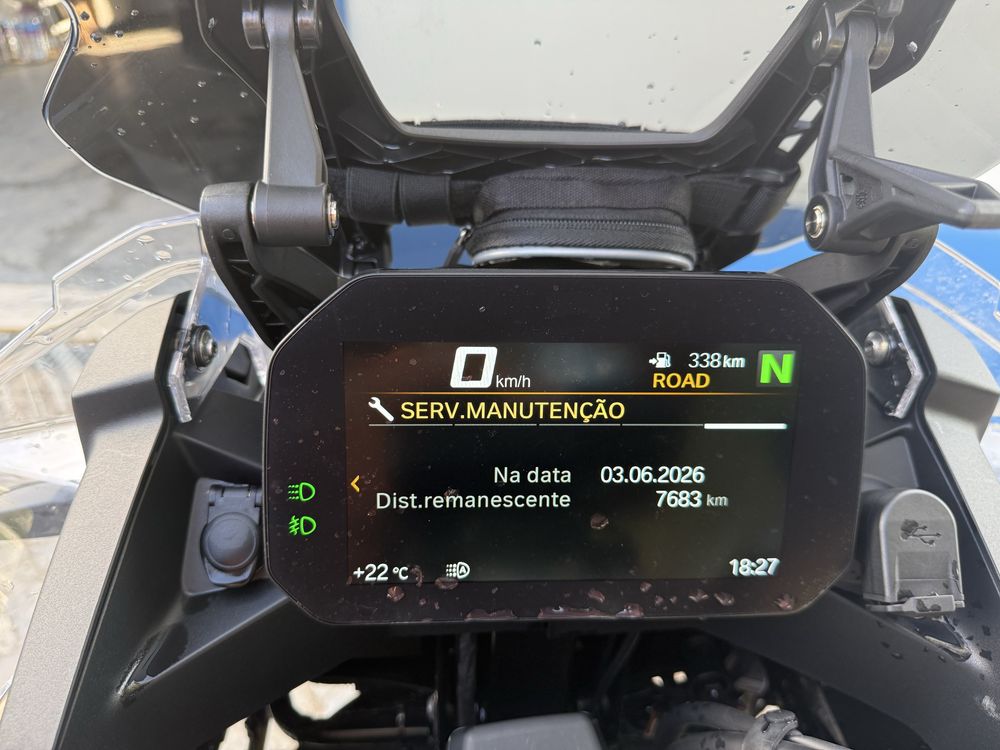 0 km/h
338 km
ROAD
N
SERV.MANUTENÇÃO
Na data 03.06.2026
Dist.remanescente 7683 km
+22 °C
A
18:27